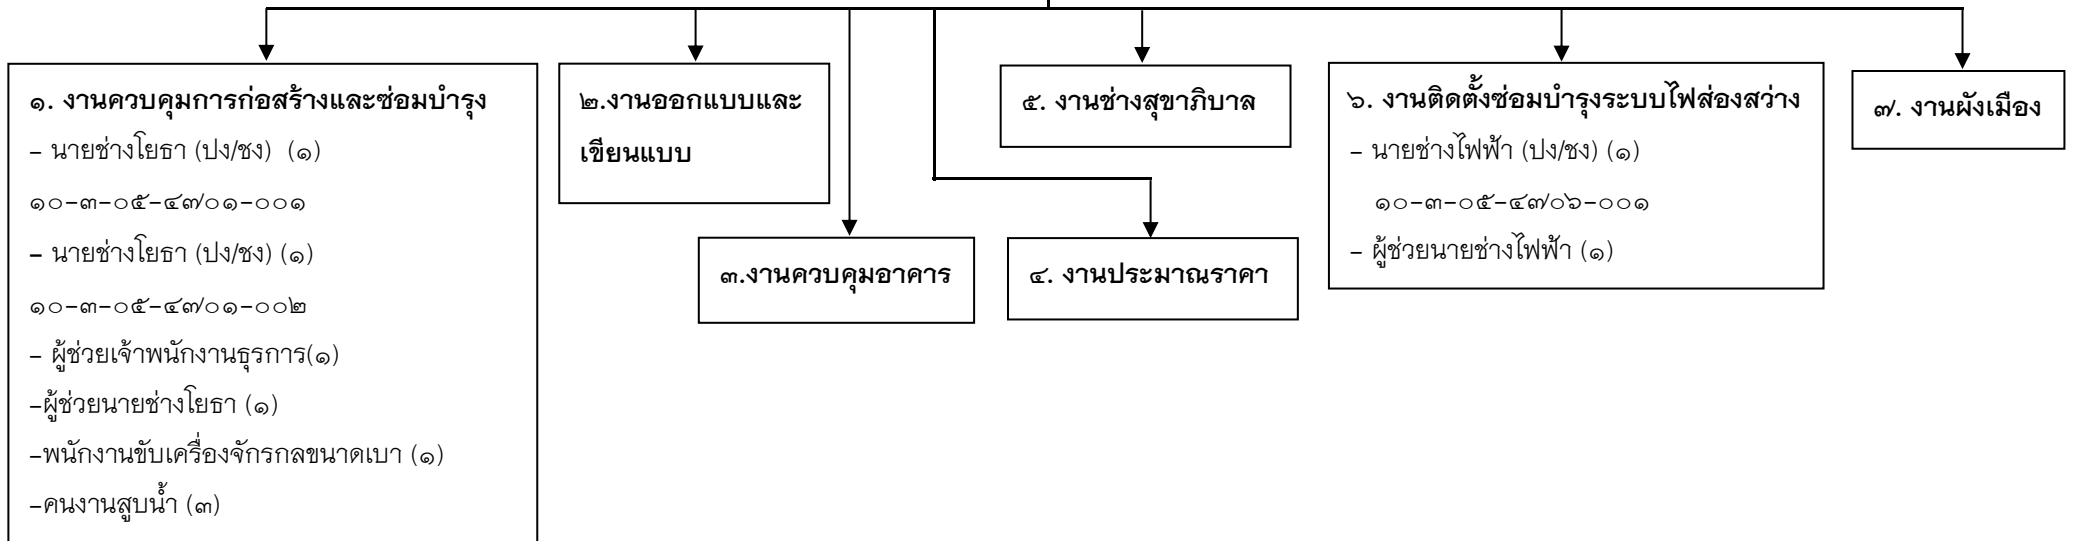 ๑. งานควบคุมการก่อสร้างและซ่อมบำรุง
– นายช่างโยธา (ปง/ชง)  (๑)
๑๐–๓–๐๕–๔๗๐๑–๐๐๑
– นายช่างโยธา (ปง/ชง) (๑)
๑๐–๓–๐๕–๔๗๐๑–๐๐๒
– ผู้ช่วยเจ้าพนักงานธุรการ(๑)
–ผู้ช่วยนายช่างโยธา (๑)
–พนักงานขับเครื่องจักรกลขนาดเบา (๑)
–คนงานสูบน้ำ (๓)
๒.งานออกแบบและ
เขียนแบบ
๓.งานควบคุมอาคาร
๔. งานประมาณราคา
๕. งานช่างสุขาภิบาล
๖. งานติดตั้งซ่อมบำรุงระบบไฟส่องสว่าง
– นายช่างไฟฟ้า (ปง/ชง) (๑)
๑๐–๓–๐๕–๔๗๐๖–๐๐๑
– ผู้ช่วยนายช่างไฟฟ้า (๑)
๗. งานผังเมือง